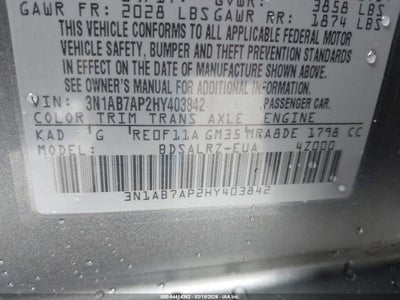 GVWR: 3858
GAWR FR: 2028 LBS GAWR RR: 1874 LBS
THIS VEHICLE CONFORMS TO
ALL APPLICABLE FEDERAL MOTOR
VEHICLE SAFETY, BUMPER AND THEFT
PREVENTION STANDARDS IN EFFECT ON
THE DATE OF MANUFACTURE SHOWN ABOVE.
SEE OWNER'S MANUAL FOR ADDITIONAL
INFORMATION.
VIN: 3N1AB7AP2HY403842 PASSENGER CAR
COLOR TRIM TRANS AXLE ENGINE
KAD G RE0F11A GM35 MRA8DE 1798 CC
MODEL BDSALRZ-EUA 4Z000
3N1AB7AP2HY403842